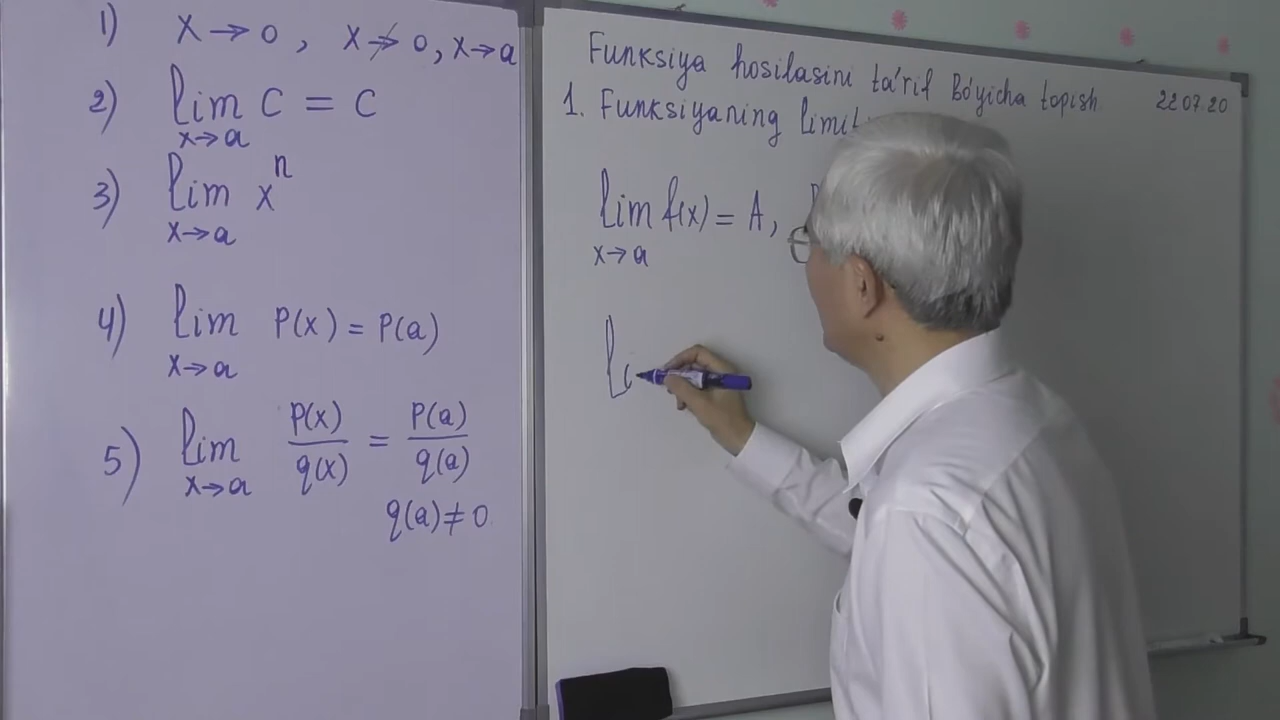 1) x → 0 , x ↛ 0, x → a
2) lim C = C
x → a
3) lim xⁿ
x → a
4) lim P(x) = P(a)
x → a
5) lim P(x)/q(x) = P(a)/q(a)
x → a
q(a) ≠ 0
Funksiya hosilasini ta'rif Bo'yicha topish 22.07.20
1. Funksiyaning
lim f(x) = A,
x → a